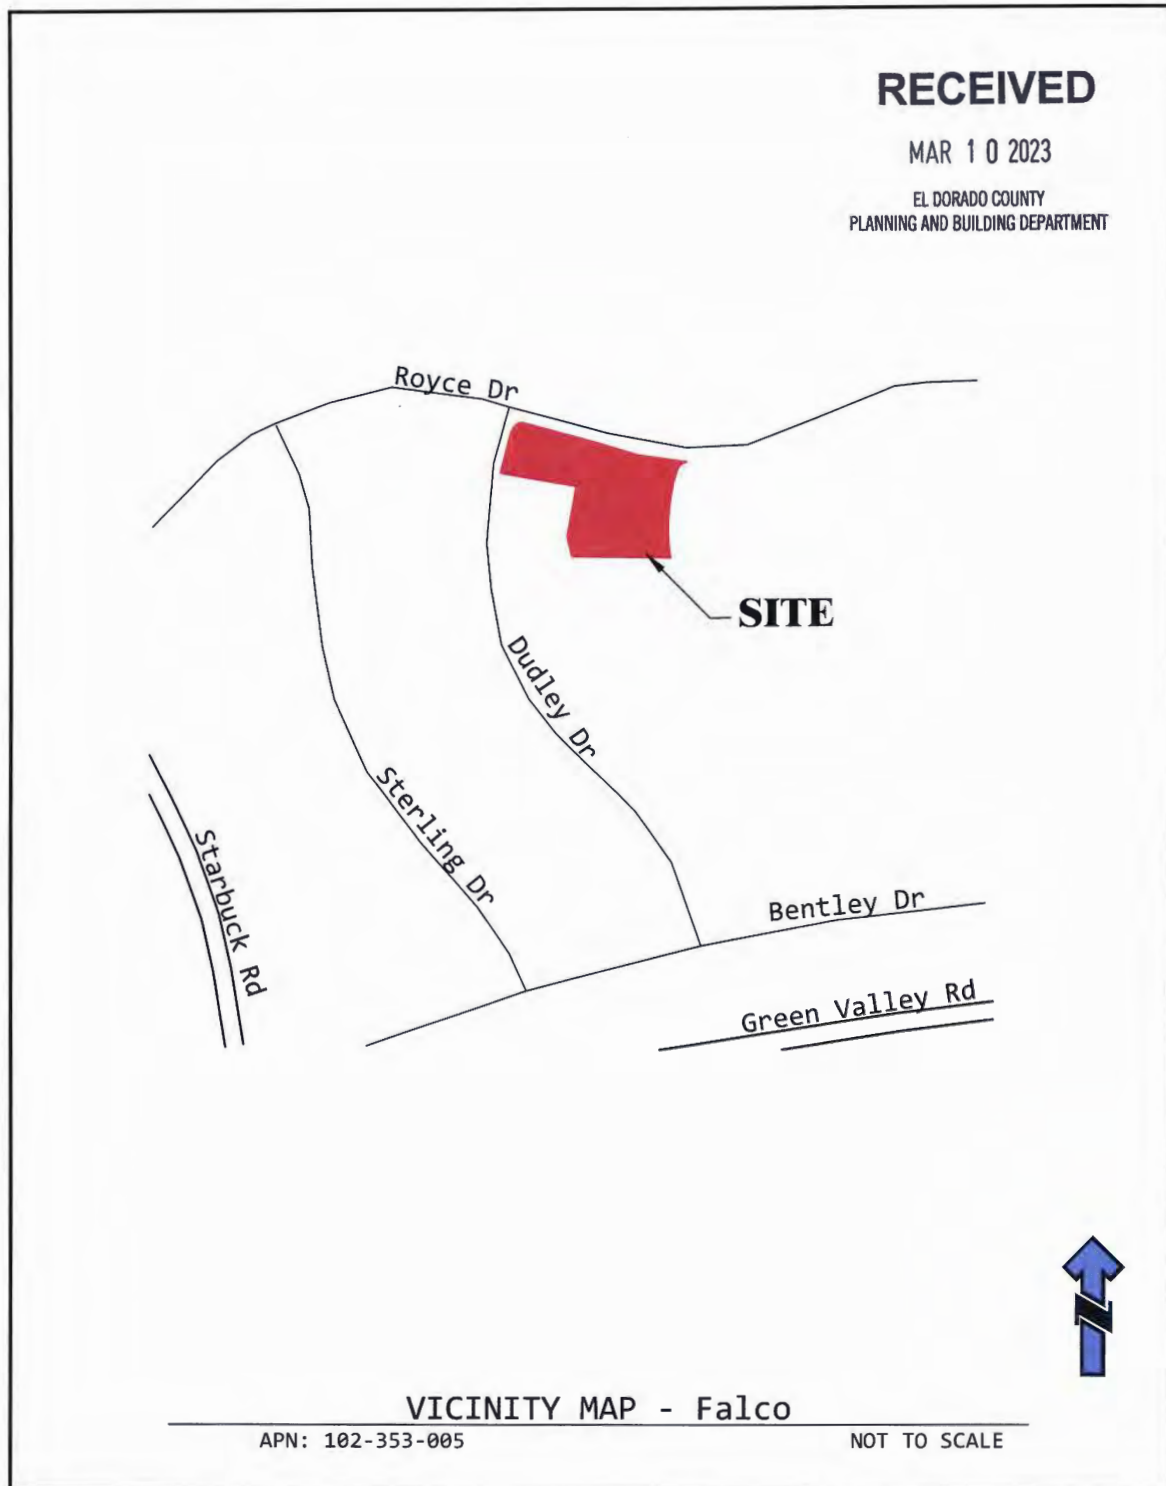 RECEIVED
MAR 10 2023
EL DORADO COUNTY
PLANNING AND BUILDING DEPARTMENT
Royce Dr
SITE
Dudley Dr
Sterling Dr
Starbuck Rd
Bentley Dr
Green Valley Rd
N
VICINITY MAP - Falco
APN: 102-353-005
NOT TO SCALE